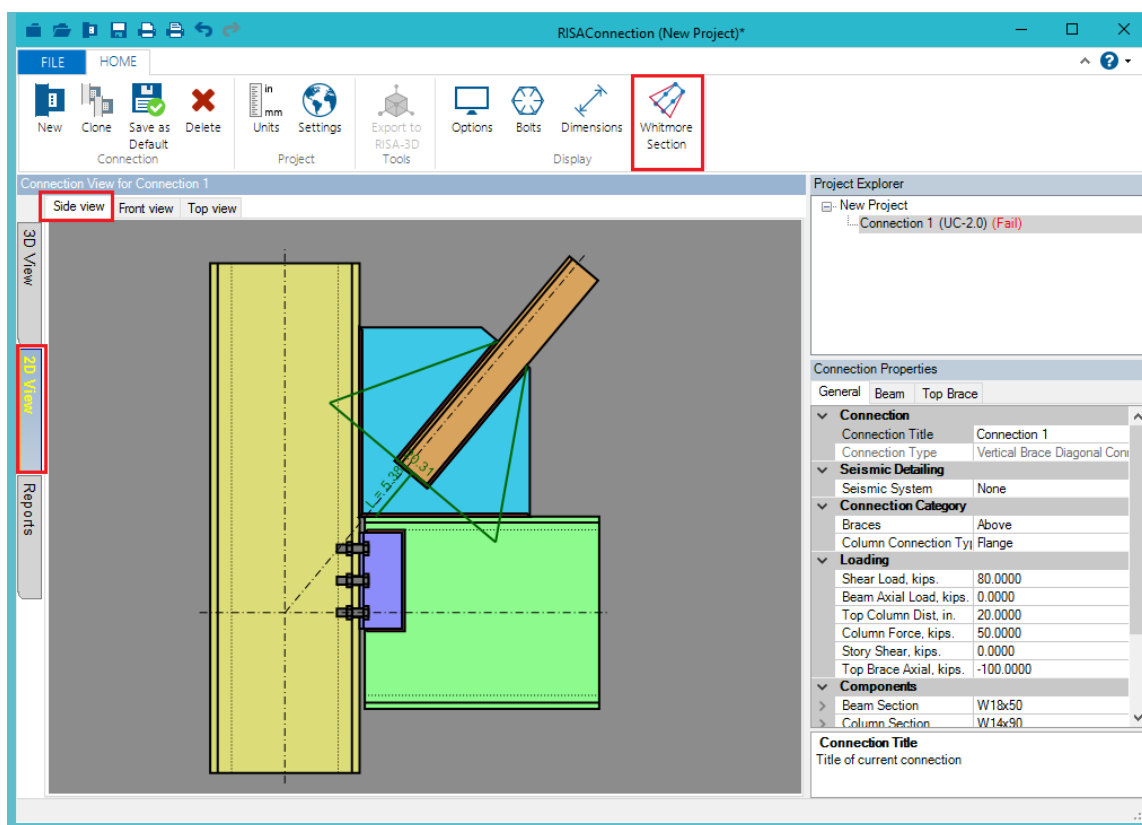 RISAConnection (New Project)*
FILE HOME
in
mm
New Clone Save as Default Delete Units Settings Export to RISA-3D Options Bolts Dimensions Whitmore Section
Connection Project Tools Display
Connection View for Connection 1
Side view Front view Top view
3D View
2D View
Reports
L = 5.38
Project Explorer
New Project
Connection 1 (UC-2.0) (Fail)
Connection Properties
General Beam Top Brace
Connection
Connection Title Connection 1
Connection Type Vertical Brace Diagonal Conn
Seismic Detailing
Seismic System None
Connection Category
Braces Above
Column Connection Typ Flange
Loading
Shear Load, kips. 80.0000
Beam Axial Load, kips. 0.0000
Top Column Dist, in. 20.0000
Column Force, kips. 50.0000
Story Shear, kips. 0.0000
Top Brace Axial, kips. -100.0000
Components
Beam Section W18x50
Column Section W14x90
Connection Title
Title of current connection